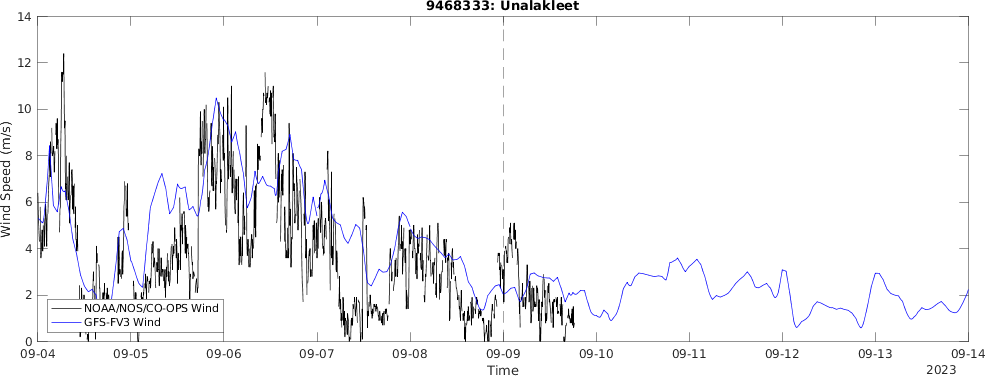 9468333: Unalakleet
Wind Speed (m/s)
14
12
10
8
6
4
2
0
NOAA/NOS/CO-OPS Wind
GFS-FV3 Wind
09-04 09-05 09-06 09-07 09-08 09-09 09-10 09-11 09-12 09-13 09-14
Time
2023